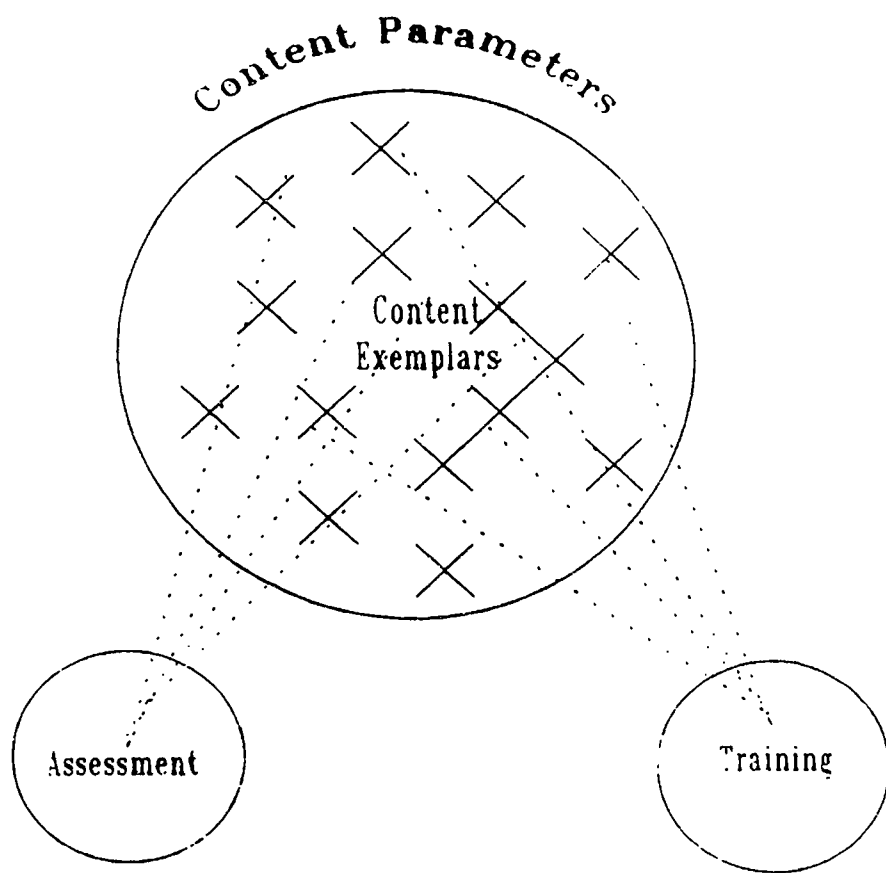 Content Parameters
Content
Exemplars
Assessment
Training